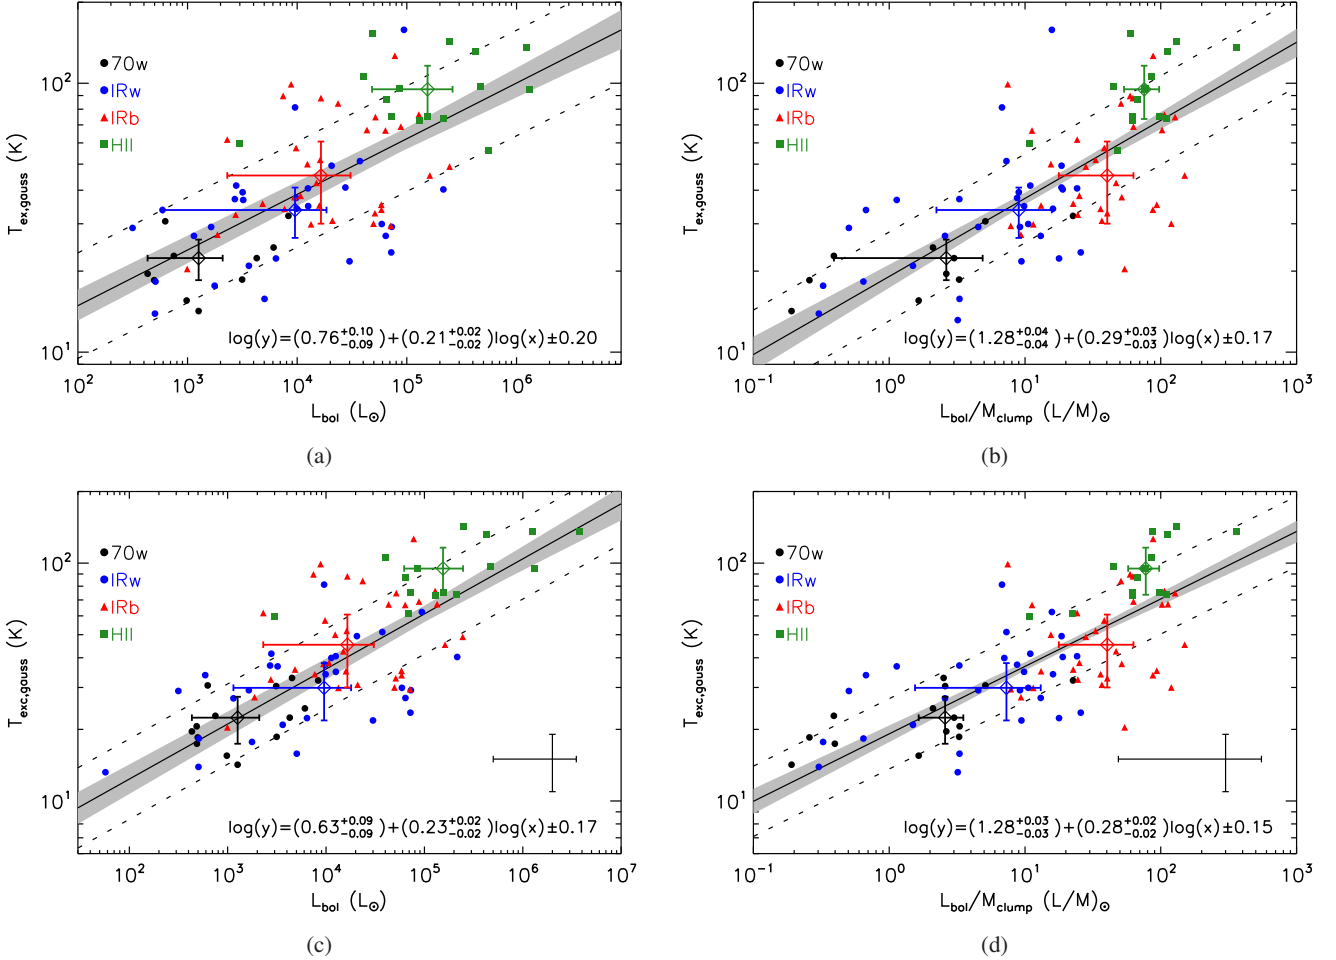 10²
10¹
T_ex,gauss (K)
70w
IRw
IRb
HII
log(y)=(0.76⁺⁰·¹⁰₋₀.₀₉)+(0.21⁺⁰·⁰²₋₀.₀₂)log(x)±0.20
10² 10³ 10⁴ 10⁵ 10⁶
L_bol (L⊙)
(a)
10²
10¹
T_ex,gauss (K)
70w
IRw
IRb
HII
log(y)=(1.28⁺⁰·⁰⁴₋₀.₀₄)+(0.29⁺⁰·⁰³₋₀.₀₃)log(x)±0.17
10⁻¹ 10⁰ 10¹ 10² 10³
L_bol/M_clump (L/M)⊙
(b)
10²
10¹
T_exc,gauss (K)
70w
IRw
IRb
HII
log(y)=(0.63⁺⁰·⁰⁹₋₀.₀₉)+(0.23⁺⁰·⁰²₋₀.₀₂)log(x)±0.17
10² 10³ 10⁴ 10⁵ 10⁶ 10⁷
L_bol (L⊙)
(c)
10²
10¹
T_exc,gauss (K)
70w
IRw
IRb
HII
log(y)=(1.28⁺⁰·⁰³₋₀.₀₃)+(0.28⁺⁰·⁰²₋₀.₀₂)log(x)±0.15
10⁻¹ 10⁰ 10¹ 10² 10³
L_bol/M_clump (L/M)⊙
(d)